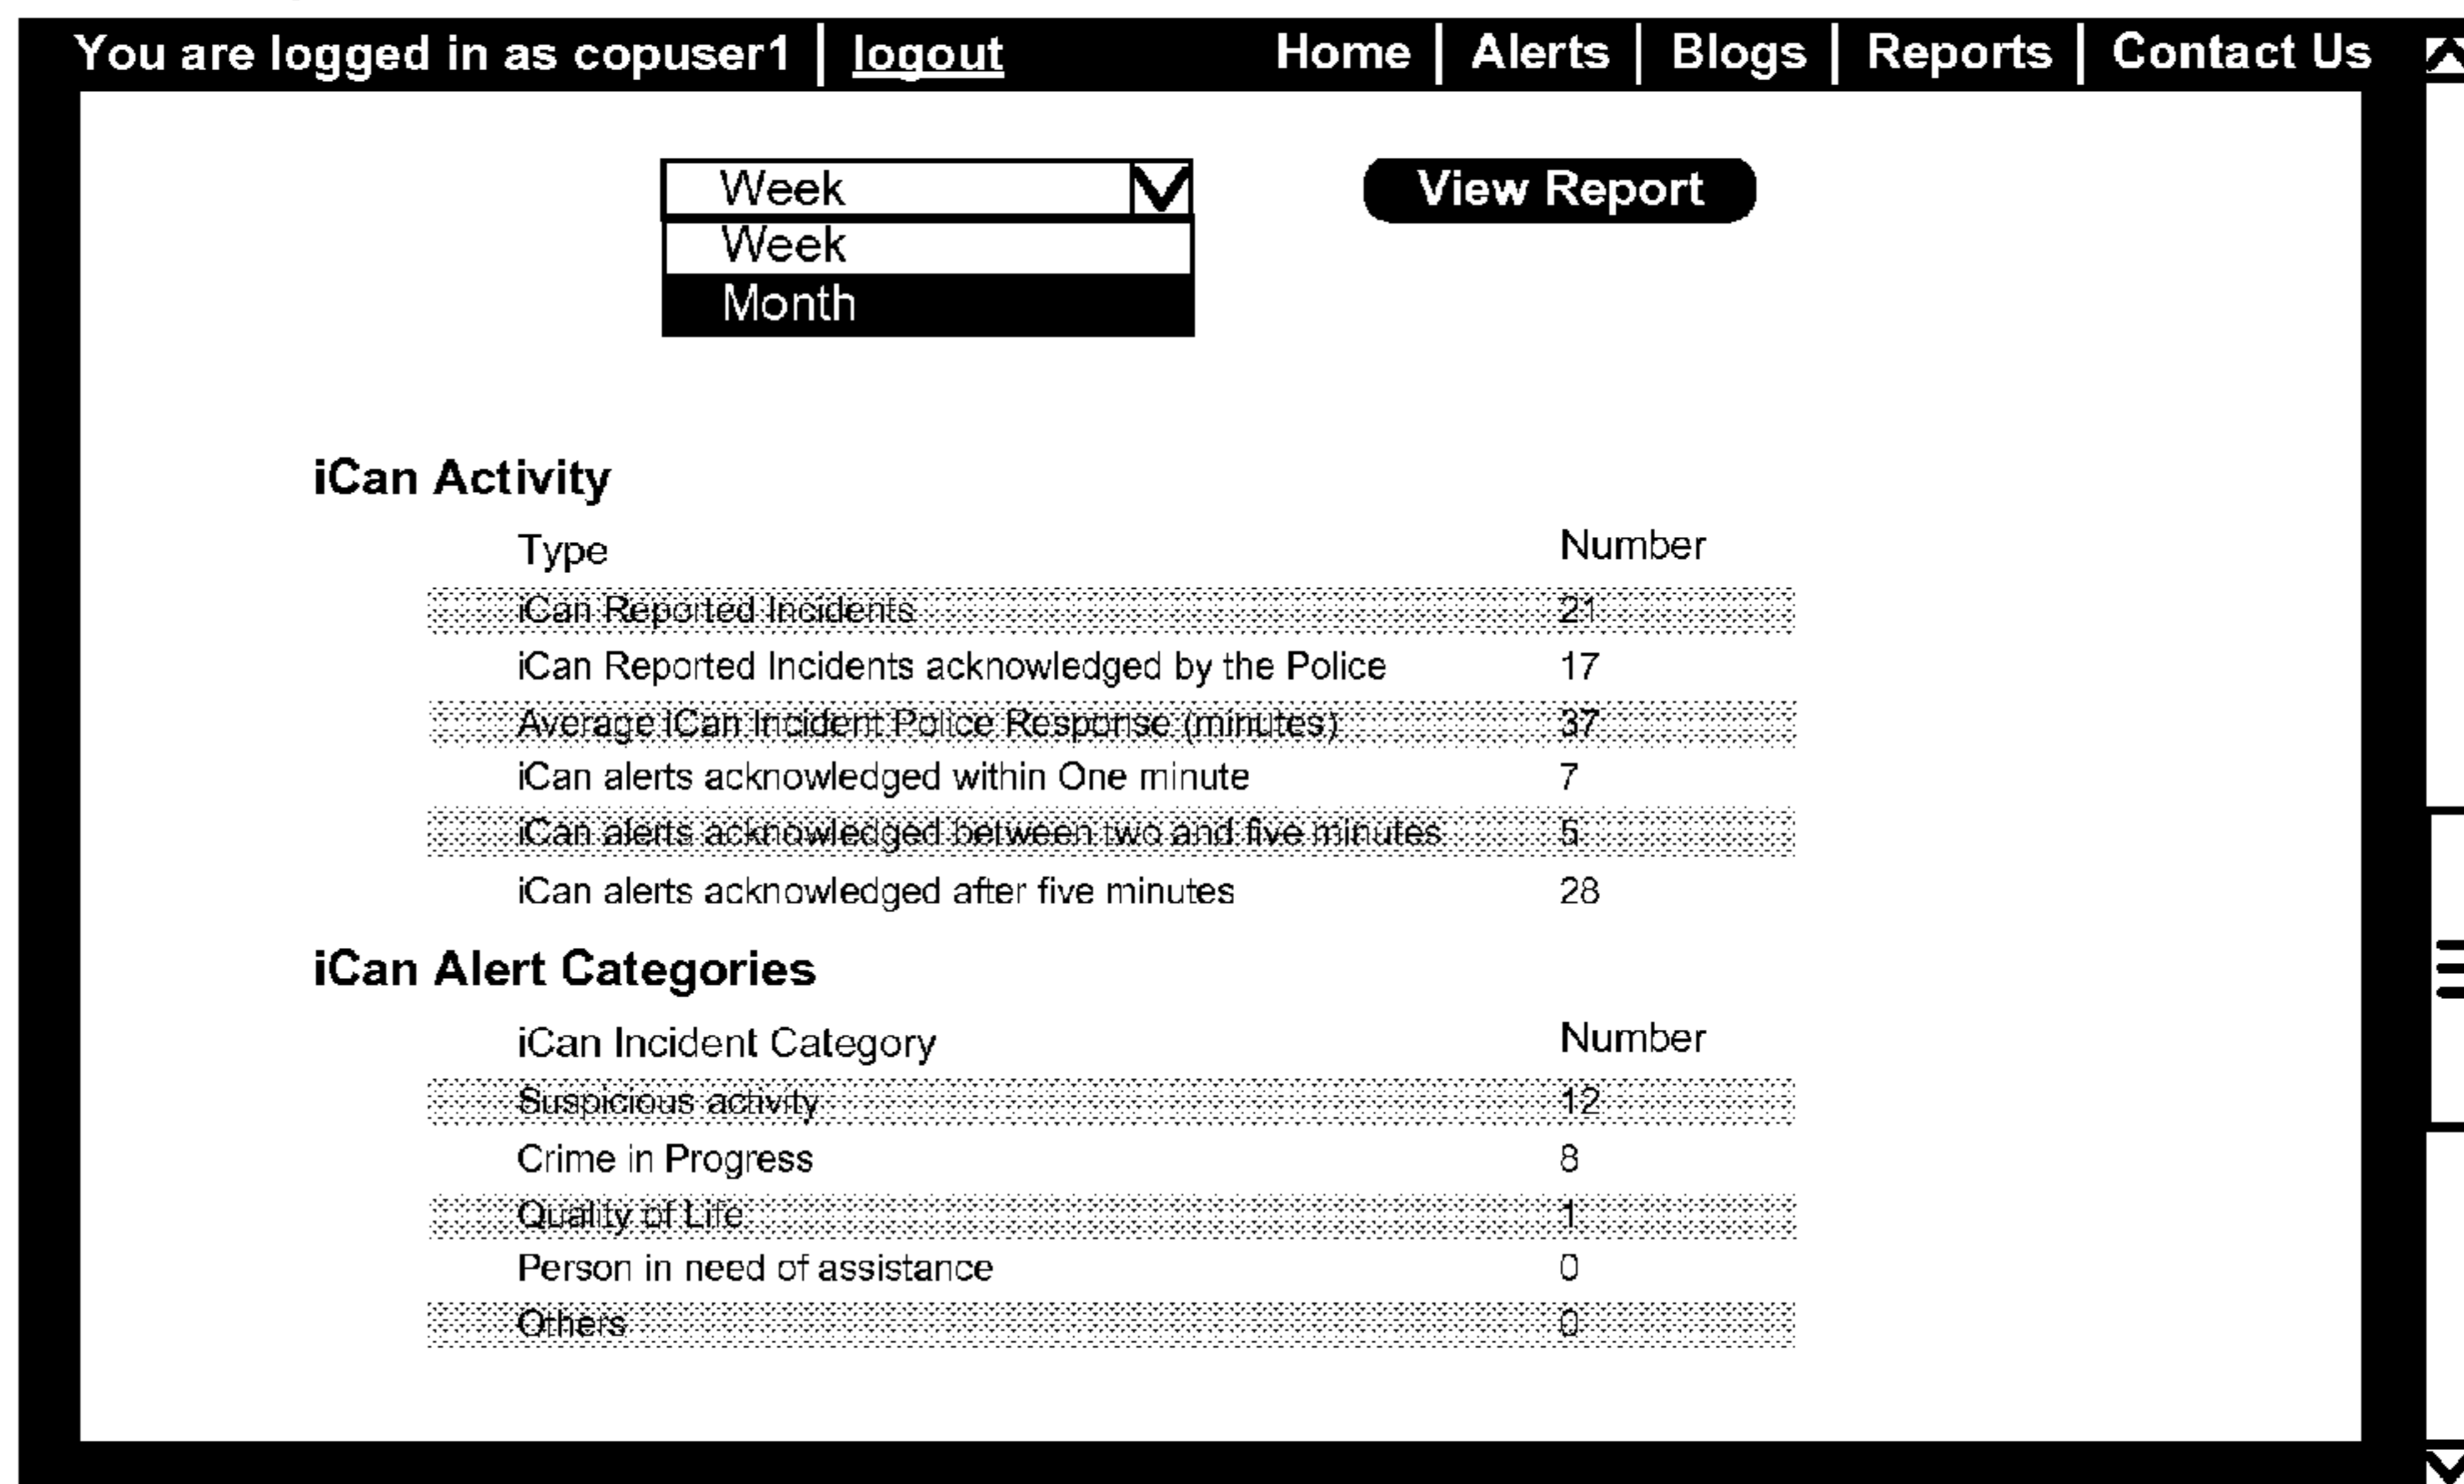 You are logged in as copuser1 | logout Home | Alerts | Blogs | Reports | Contact Us
Week View Report
Week
Month
iCan Activity
Type Number
iCan Reported Incidents 21
iCan Reported Incidents acknowledged by the Police 17
Average iCan Incident Police Response (minutes) 37
iCan alerts acknowledged within One minute 7
iCan alerts acknowledged between two and five minutes 5
iCan alerts acknowledged after five minutes 28
iCan Alert Categories
iCan Incident Category Number
Suspicious activity 12
Crime in Progress 8
Quality of Life 1
Person in need of assistance 0
Others 0